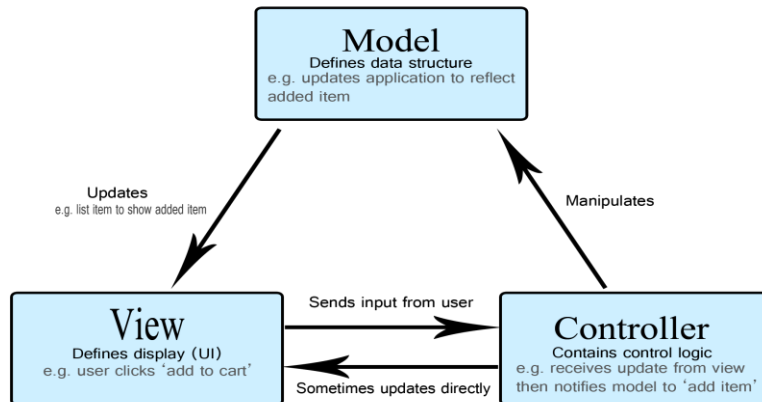 Model
Defines data structure
e.g. updates application to reflect
added item
Updates
e.g. list item to show added item
Manipulates
Sends input from user
View
Defines display (UI)
e.g. user clicks ‘add to cart’
Sometimes updates directly
Controller
Contains control logic
e.g. receives update from view
then notifies model to ‘add item’